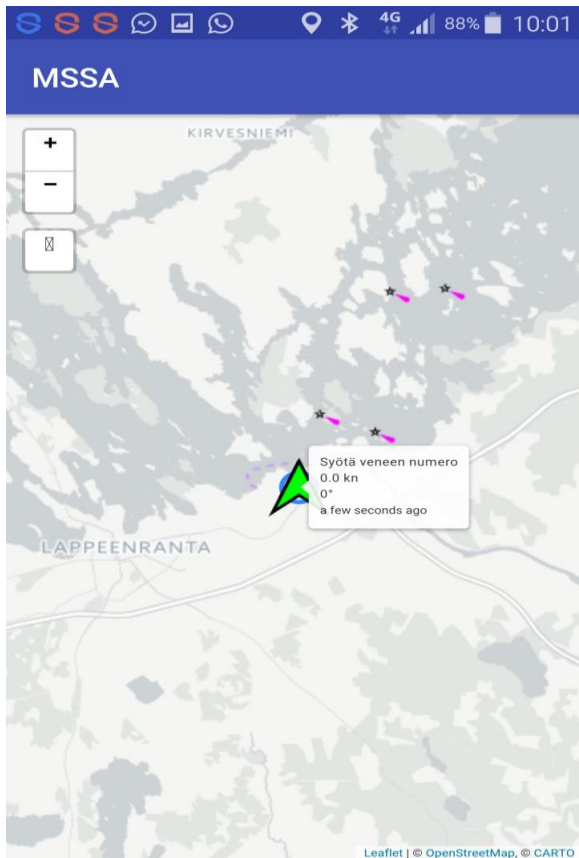 4G 88% 10:01
MSSA
KIRVESNIEMI
+
−
Syötä veneen numero
0.0 kn
0°
a few seconds ago
LAPPEENRANTA
Leaflet | © OpenStreetMap, © CARTO